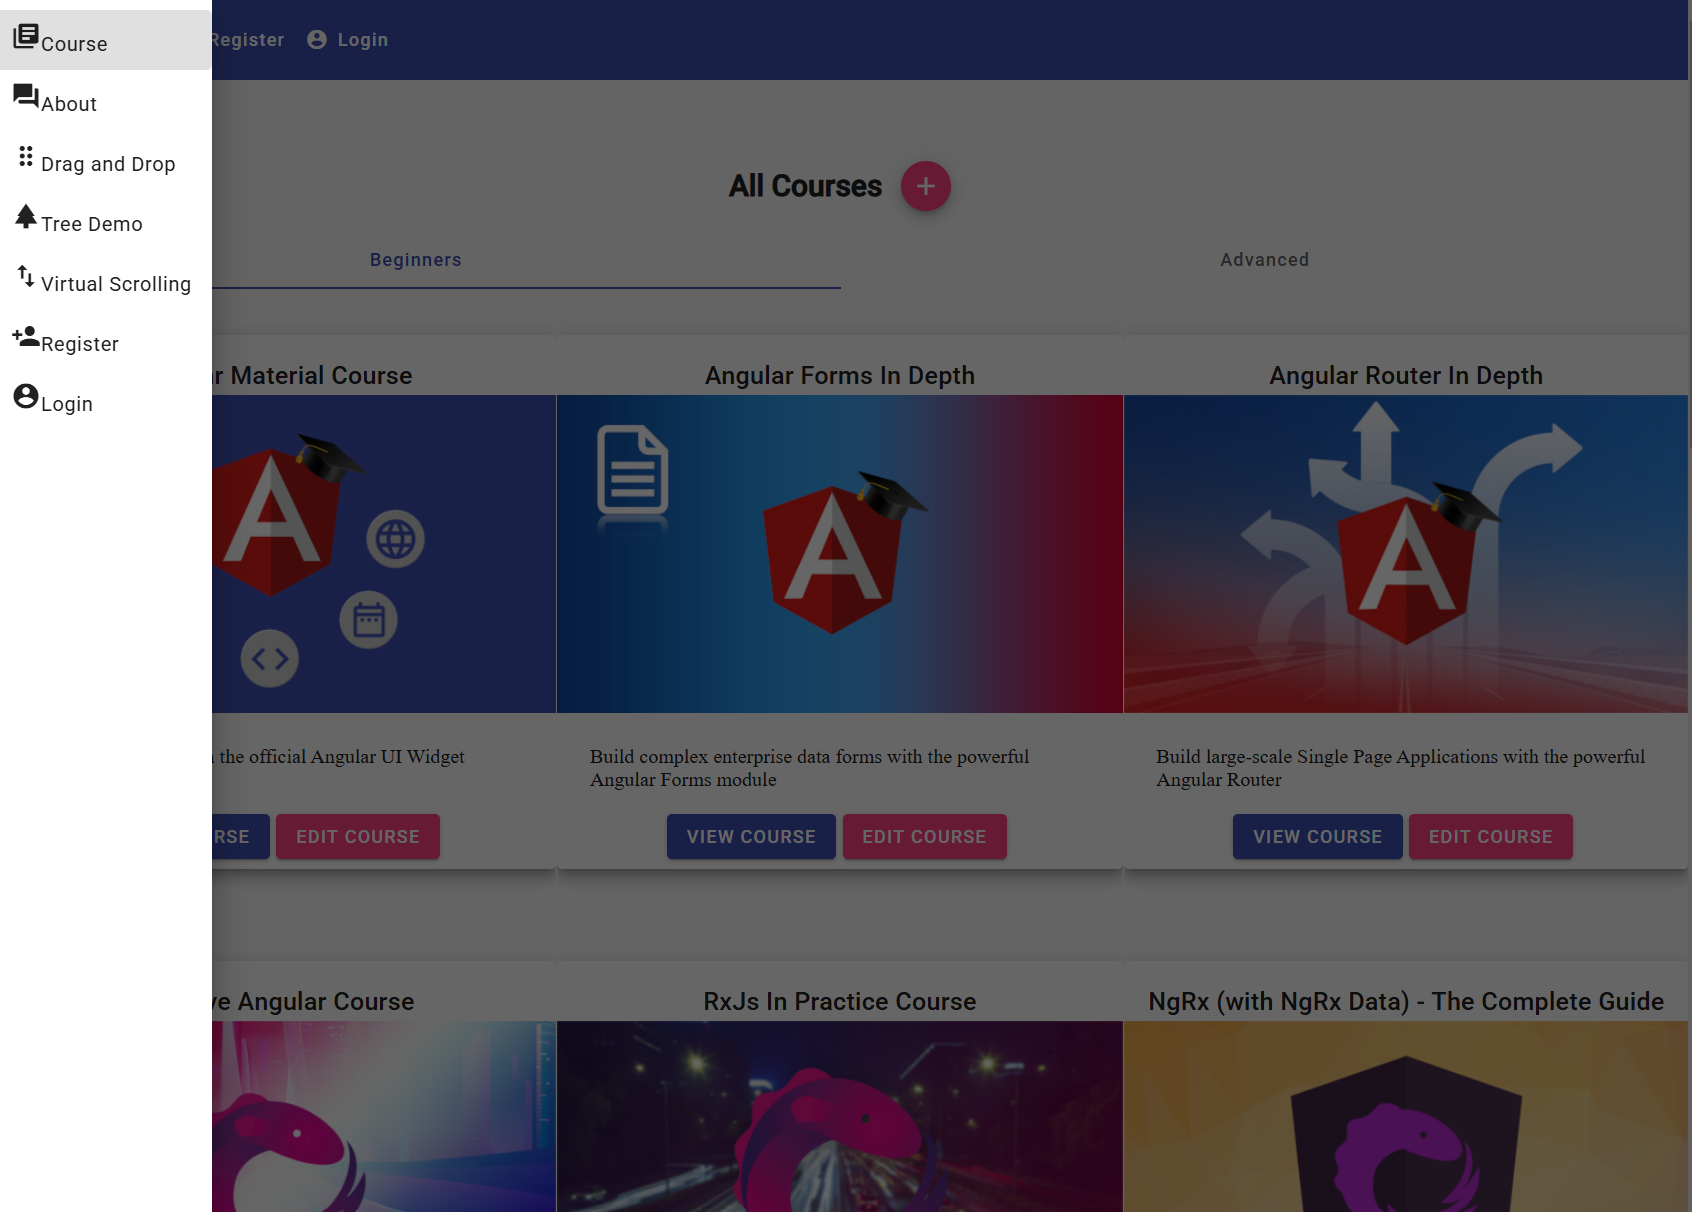 Course
About
Drag and Drop
Tree Demo
Virtual Scrolling
Register
Login
Register Login
All Courses
Beginners Advanced
Material Course
Angular Forms In Depth
Angular Router In Depth
the official Angular UI Widget
Build complex enterprise data forms with the powerful
Angular Forms module
Build large-scale Single Page Applications with the powerful
Angular Router
EDIT COURSE
VIEW COURSE EDIT COURSE
VIEW COURSE EDIT COURSE
Angular Course
RxJs In Practice Course
NgRx (with NgRx Data) - The Complete Guide